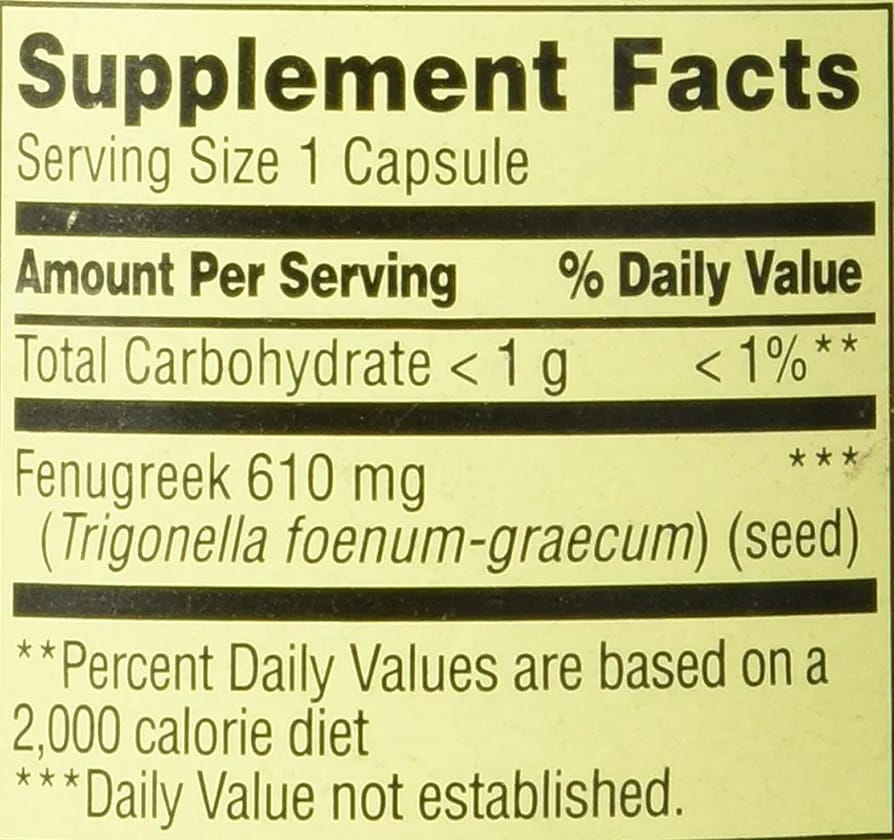 Supplement Facts
Serving Size 1 Capsule
Amount Per Serving % Daily Value
Total Carbohydrate < 1 g < 1%**
Fenugreek 610 mg ***
(Trigonella foenum-graecum) (seed)
**Percent Daily Values are based on a
2,000 calorie diet
***Daily Value not established.